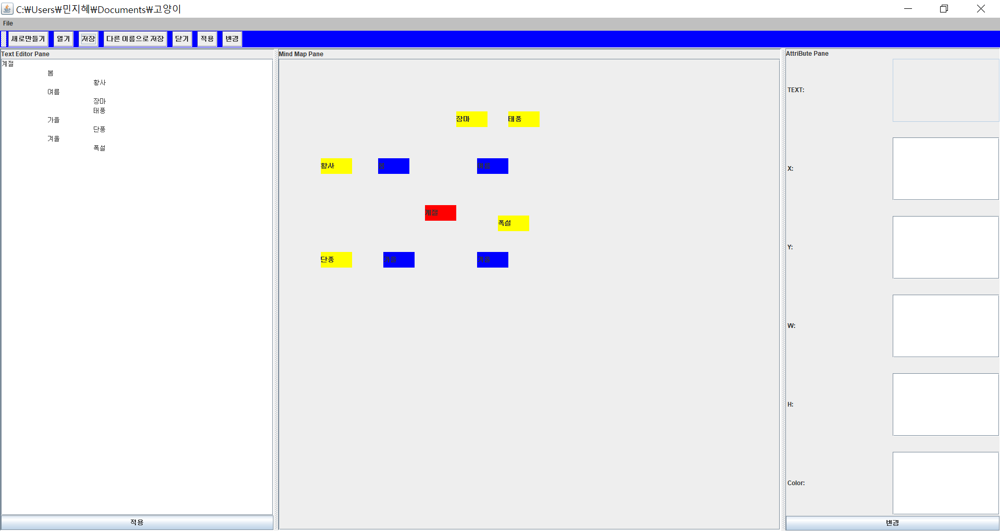 C:₩Users₩민지혜₩Documents₩고양이
File
새로만들기 열기 저장 다른 이름으로 저장 닫기 적용 변경
Text Editor Pane
계절
봄
황사
여름
장마
태풍
가을
단풍
겨울
폭설
적용
Mind Map Pane
장마 태풍
황사 봄 여름
계절
폭설
단풍 가을 겨울
AttriBute Pane
TEXT:
X:
Y:
W:
H:
Color:
변경